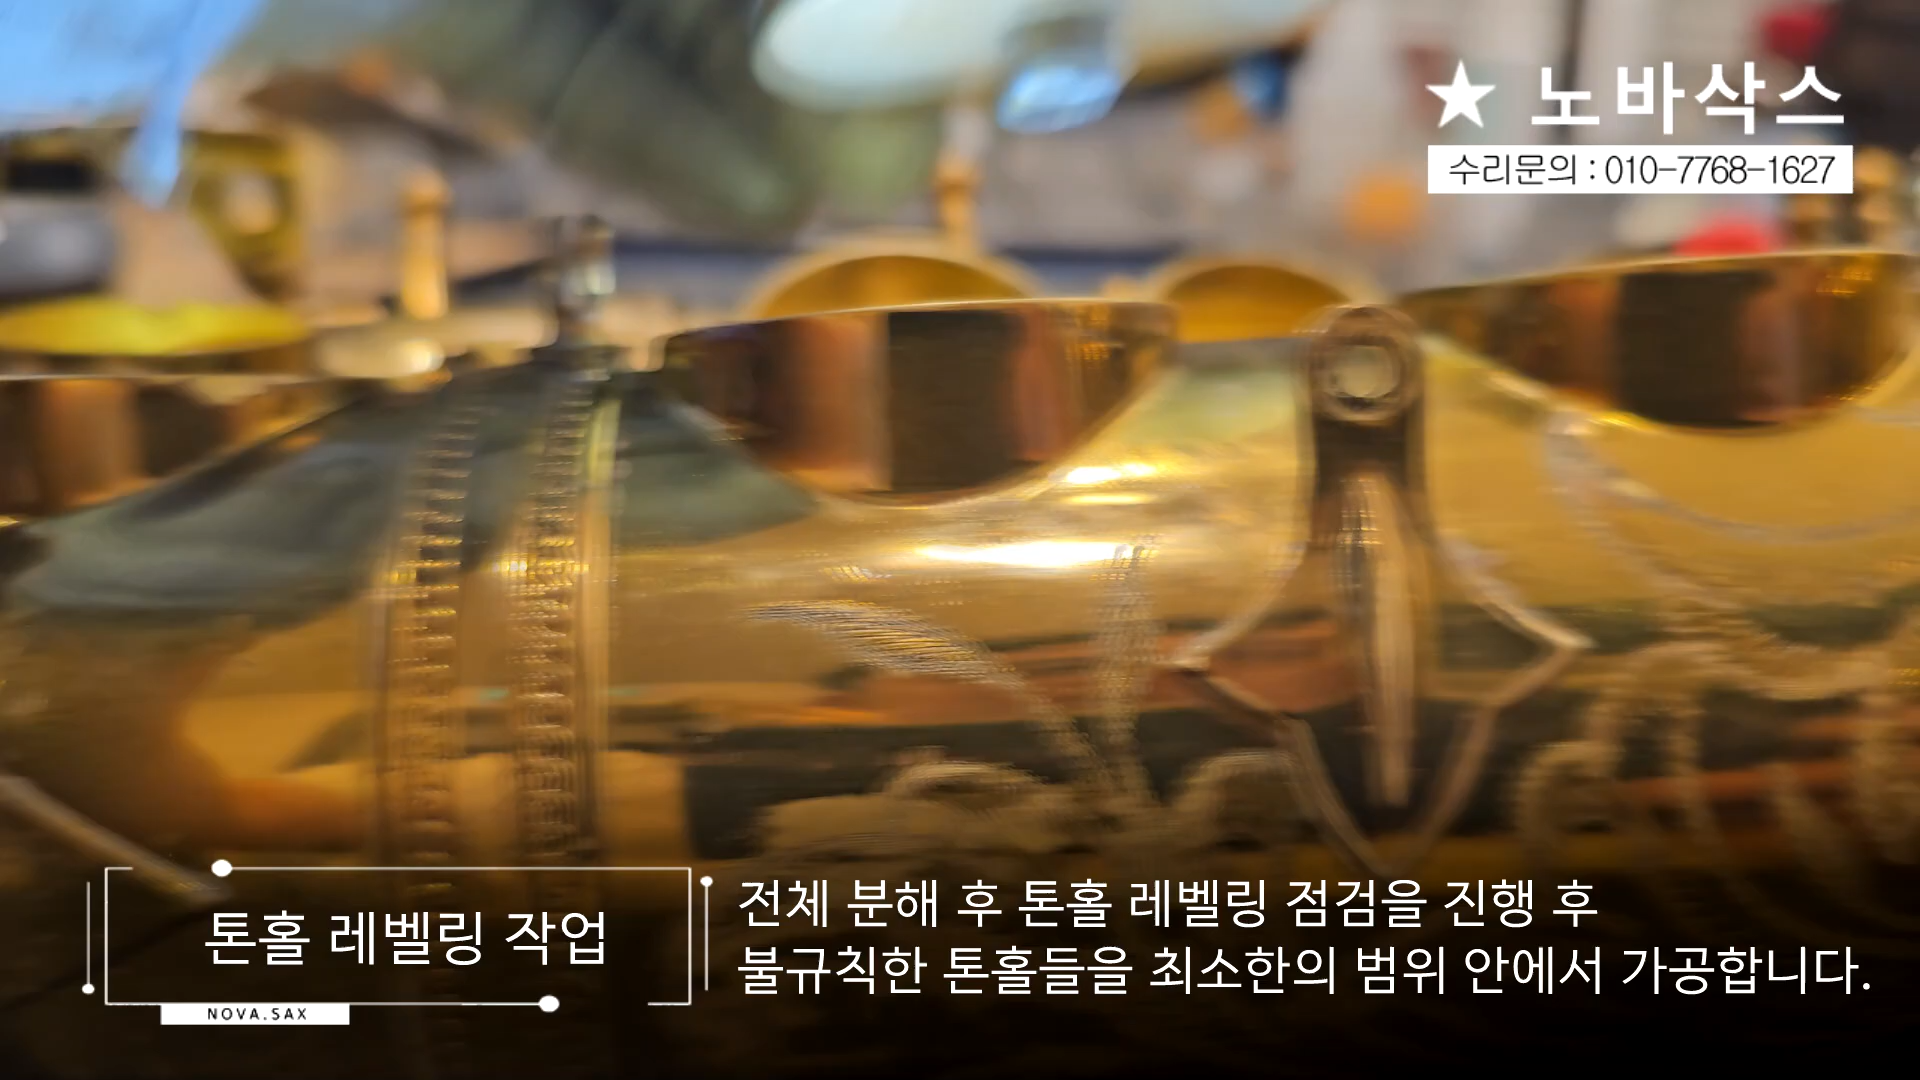 ★ 노바삭스
수리문의 : 010-7768-1627
톤홀 레벨링 작업
NOVA.SAX
전체 분해 후 톤홀 레벨링 점검을 진행 후
불규칙한 톤홀들을 최소한의 범위 안에서 가공합니다.